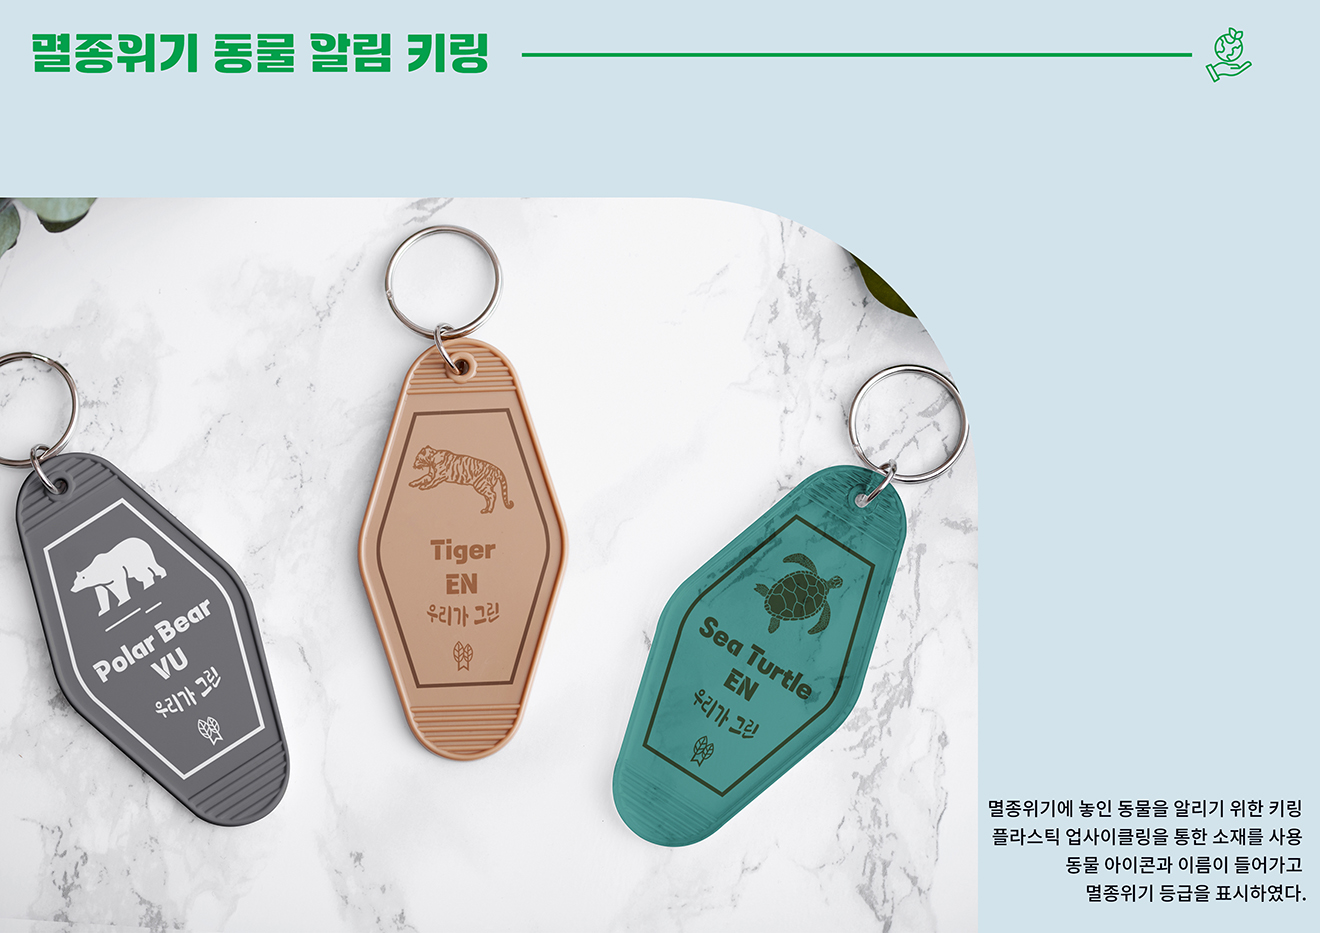 멸종위기 동물 알림 키링
Polar Bear
VU
우리가 그린
Tiger
EN
우리가 그린
Sea Turtle
EN
우리가 그린
멸종위기에 놓인 동물을 알리기 위한 키링
플라스틱 업사이클링을 통한 소재를 사용
동물 아이콘과 이름이 들어가고
멸종위기 등급을 표시하였다.